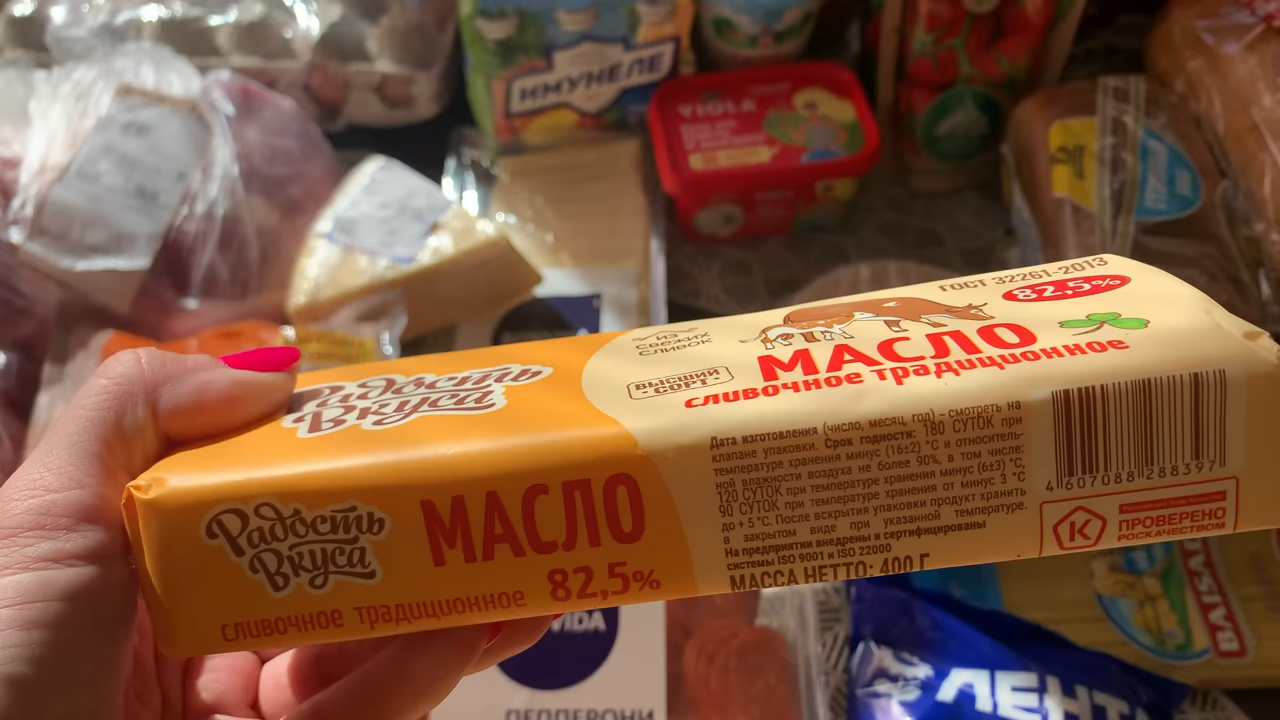 ИМУНЕЛЕ
VIOLA
ГОСТ 32261-2013
82,5%
ИЗ
СВЕЖИХ
СЛИВОК
ВЫСШИЙ
СОРТ
МАСЛО
сливочное традиционное
Радость
Вкуса
Радость
Вкуса
МАСЛО
82,5%
сливочное традиционное
Дата изготовления (число, месяц, год) – смотреть на
клапане упаковки. Срок годности: 180 СУТОК при
температуре хранения минус (16±2) °С и относитель-
ной влажности воздуха не более 90%, в том числе:
120 СУТОК при температуре хранения минус (6±3) °С,
90 СУТОК при температуре хранения от минус 3 °С
до + 5 °С. После вскрытия упаковки продукт хранить
в закрытом виде при указанной температуре.
На предприятии внедрены и сертифицированы
системы ISO 9001 и ISO 22000
МАССА НЕТТО: 400 Г
4 607088 288397
К
ПРОВЕРЕНО
РОСКАЧЕСТВОМ
VIDA
ПЕППЕРОНИ
ЛЕНТ